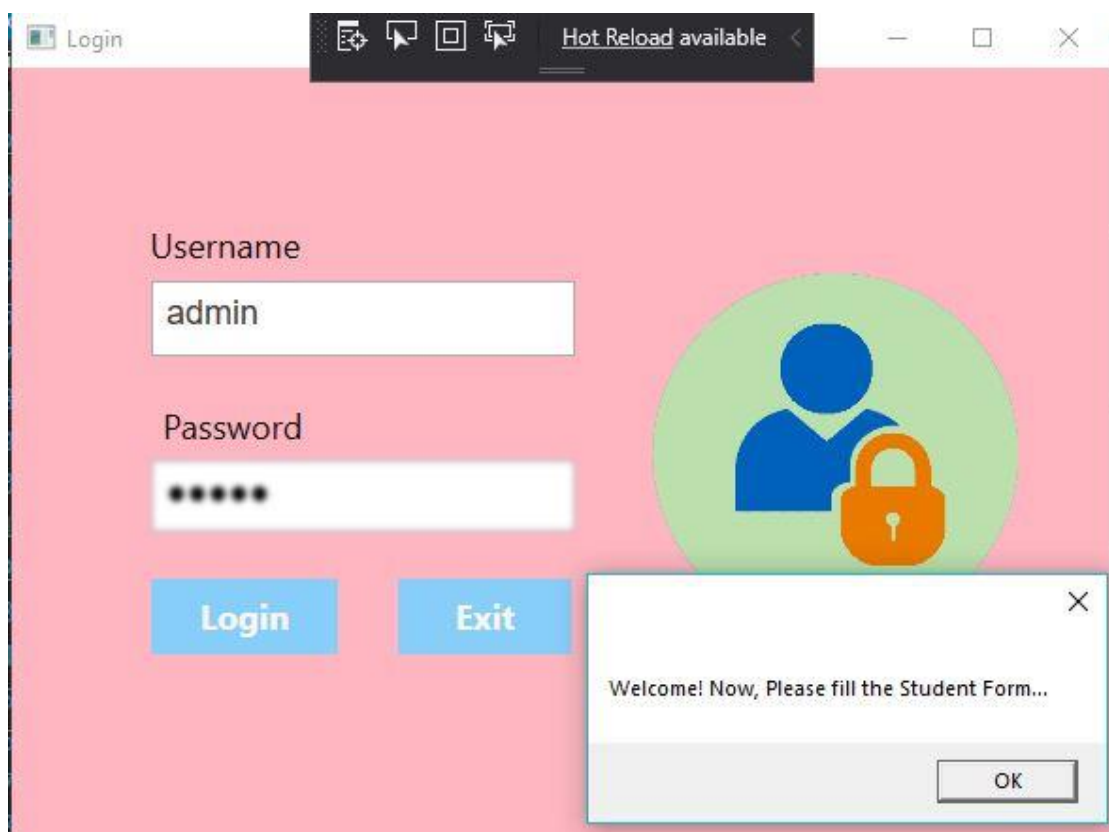 Login
Hot Reload available
Username
admin
Password
•••••
Login
Exit
Welcome! Now, Please fill the Student Form...
OK